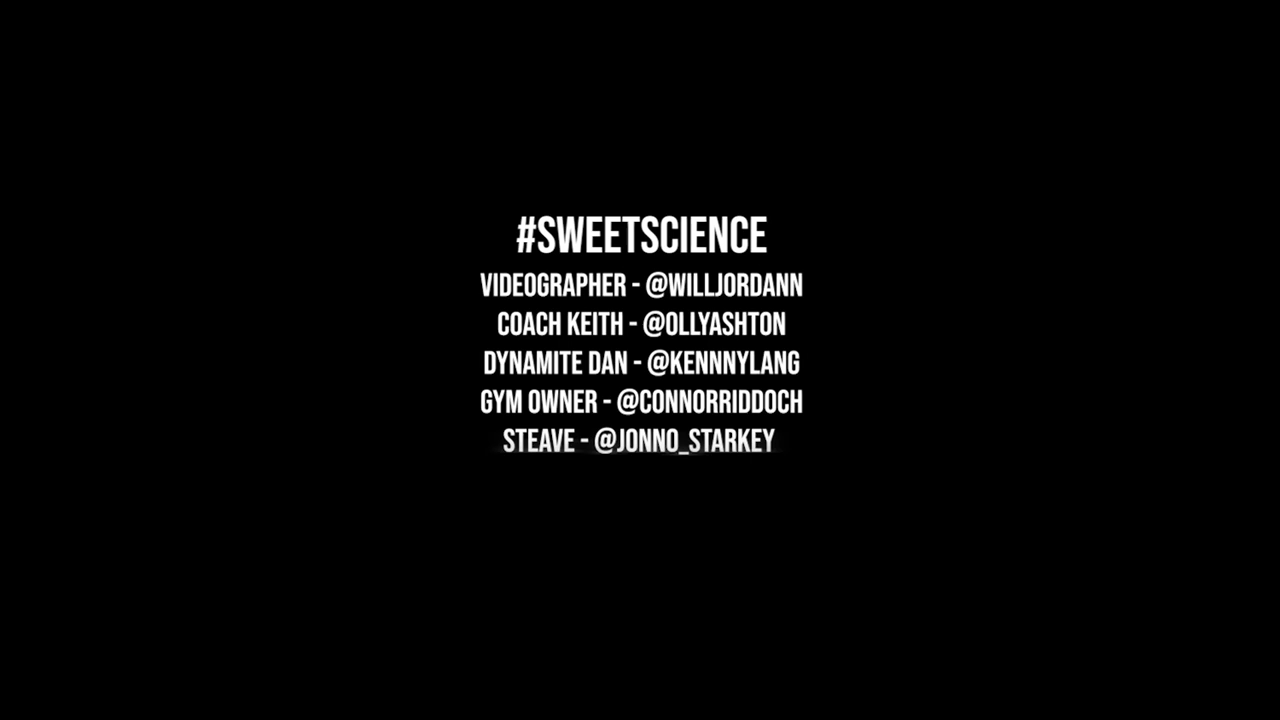 #SWEETSCIENCE
VIDEOGRAPHER - @WILLJORDANN
COACH KEITH - @OLLYASHTON
DYNAMITE DAN - @KENNNYLANG
GYM OWNER - @CONNORRIDDOCH
STEAVE - @JONNO_STARKEY